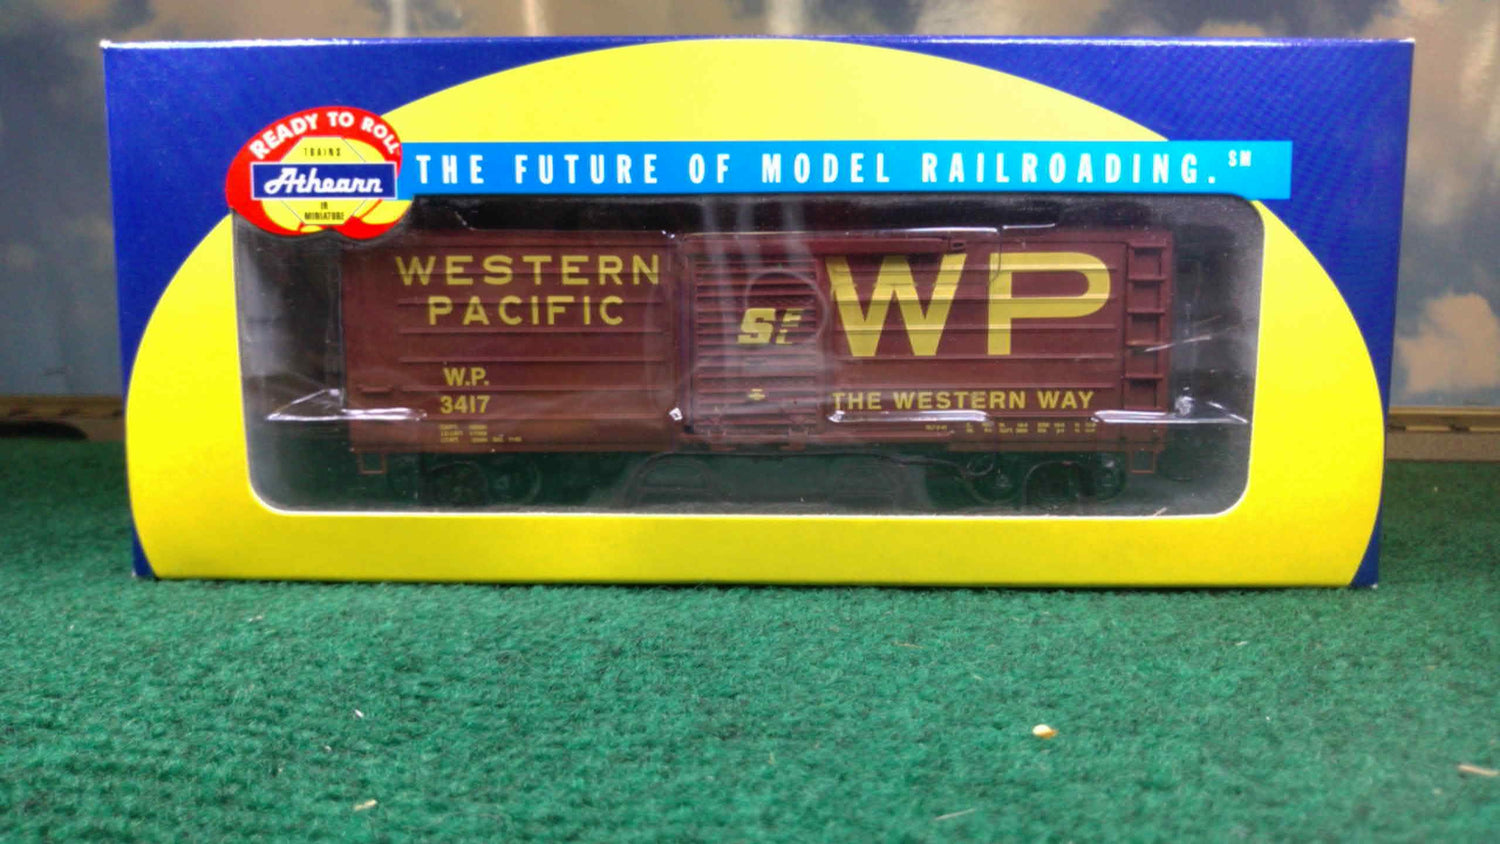 READY TO ROLL
TRAINS
Athearn
IN
MINIATURE
THE FUTURE OF MODEL RAILROADING.℠
WESTERN
PACIFIC
W.P.
3417
WP
THE WESTERN WAY